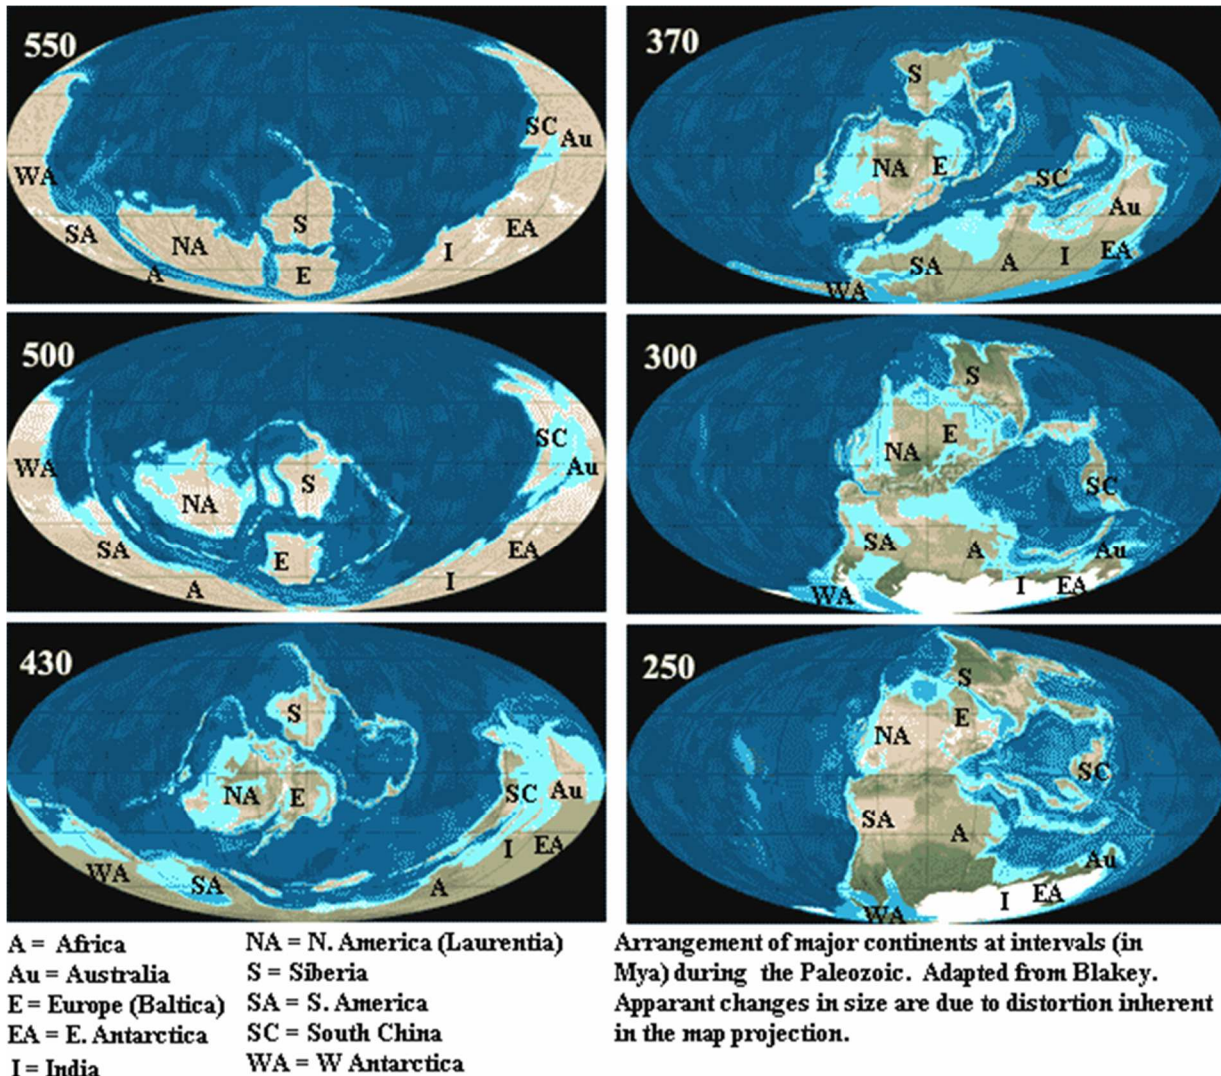 550
SC
Au
WA
SA
NA
S
EA
A
E
I
500
WA
SC
Au
NA
S
SA
E
EA
A
I
430
S
NA
E
SC
Au
WA
SA
A
I
EA
370
S
NA
E
SC
Au
SA
A
I
EA
WA
300
S
NA
E
SC
SA
A
Au
WA
I
EA
250
S
E
NA
SC
SA
A
Au
WA
I
EA
A = Africa
Au = Australia
E = Europe (Baltica)
EA = E. Antarctica
I = India
NA = N. America (Laurentia)
S = Siberia
SA = S. America
SC = South China
WA = W Antarctica
Arrangement of major continents at intervals (in
Mya) during the Paleozoic. Adapted from Blakey.
Apparant changes in size are due to distortion inherent
in the map projection.